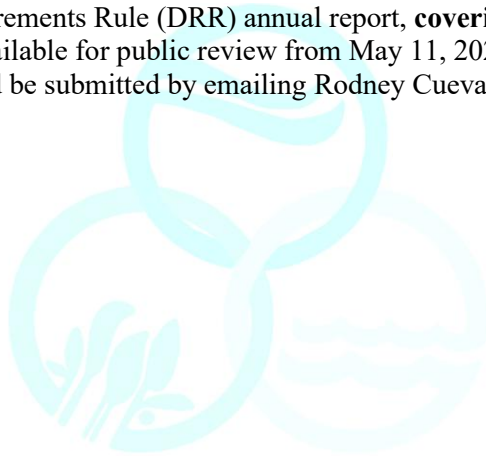 rements Rule (DRR) annual report, coveri
ailable for public review from May 11, 202
l be submitted by emailing Rodney Cueva